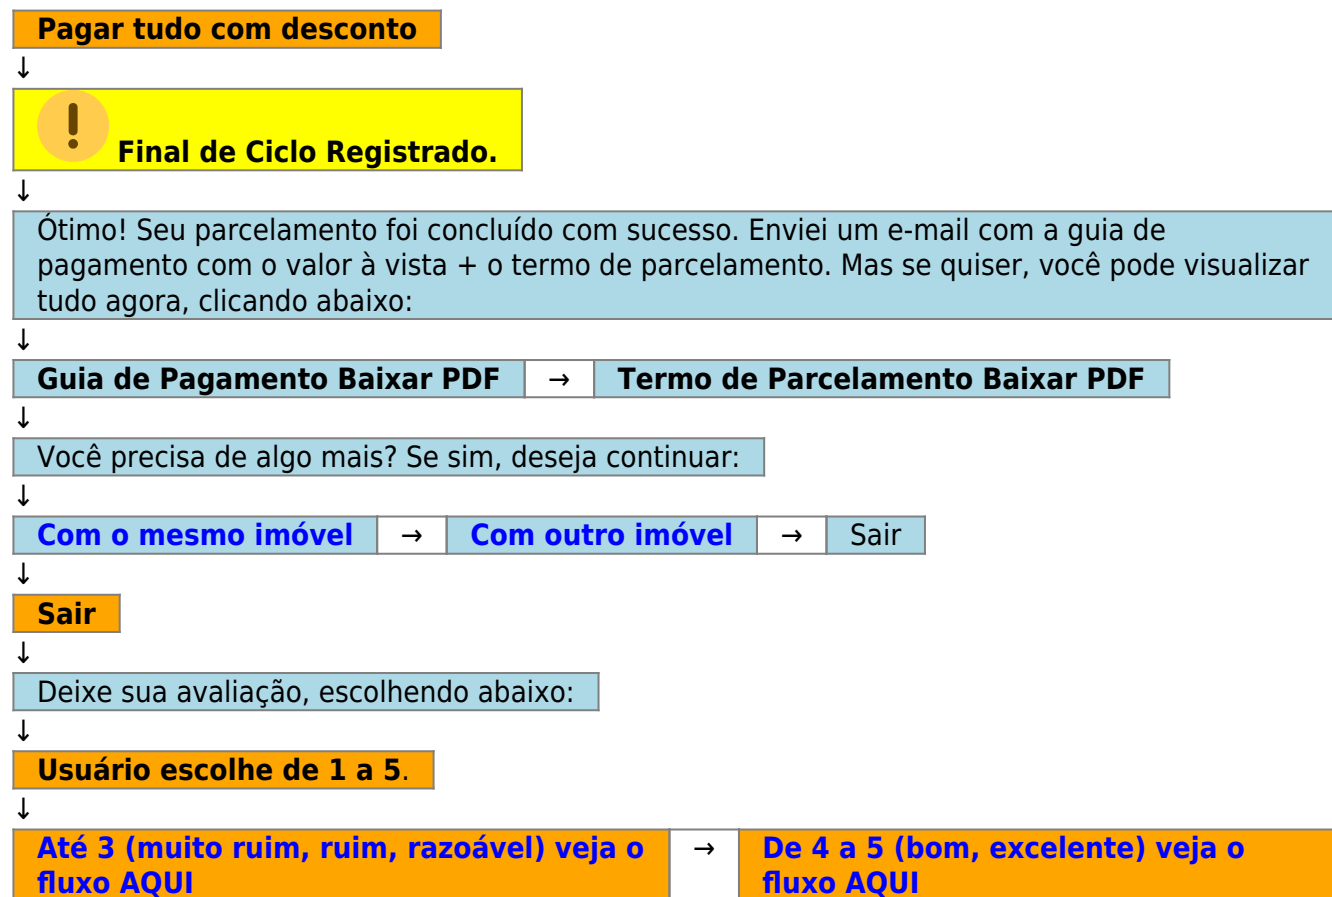 Pagar tudo com desconto
↓
Final de Ciclo Registrado.
↓
Ótimo! Seu parcelamento foi concluído com sucesso. Enviei um e-mail com a guia de
pagamento com o valor à vista + o termo de parcelamento. Mas se quiser, você pode visualizar
tudo agora, clicando abaixo:
↓
Guia de Pagamento Baixar PDF → Termo de Parcelamento Baixar PDF
↓
Você precisa de algo mais? Se sim, deseja continuar:
↓
Com o mesmo imóvel → Com outro imóvel → Sair
↓
Sair
↓
Deixe sua avaliação, escolhendo abaixo:
↓
Usuário escolhe de 1 a 5.
↓
Até 3 (muito ruim, ruim, razoável) veja o → De 4 a 5 (bom, excelente) veja o
fluxo AQUI fluxo AQUI